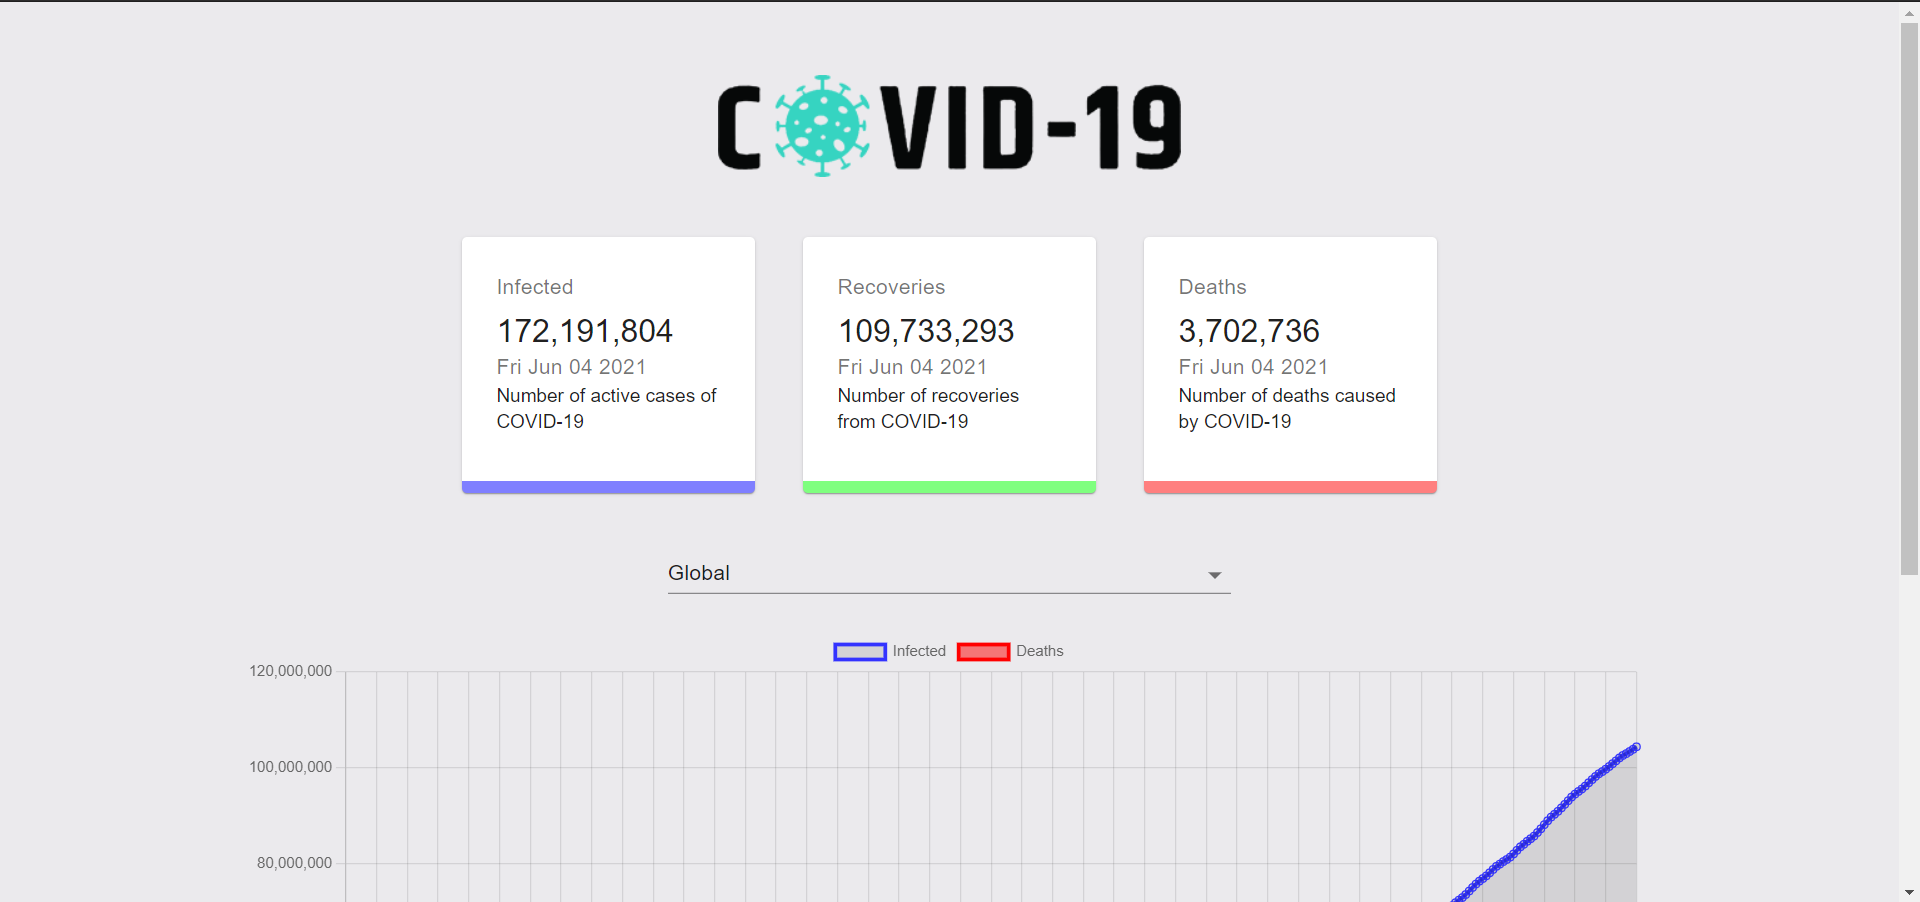 COVID-19
Infected
172,191,804
Fri Jun 04 2021
Number of active cases of
COVID-19
Recoveries
109,733,293
Fri Jun 04 2021
Number of recoveries
from COVID-19
Deaths
3,702,736
Fri Jun 04 2021
Number of deaths caused
by COVID-19
Global
Infected Deaths
120,000,000
100,000,000
80,000,000